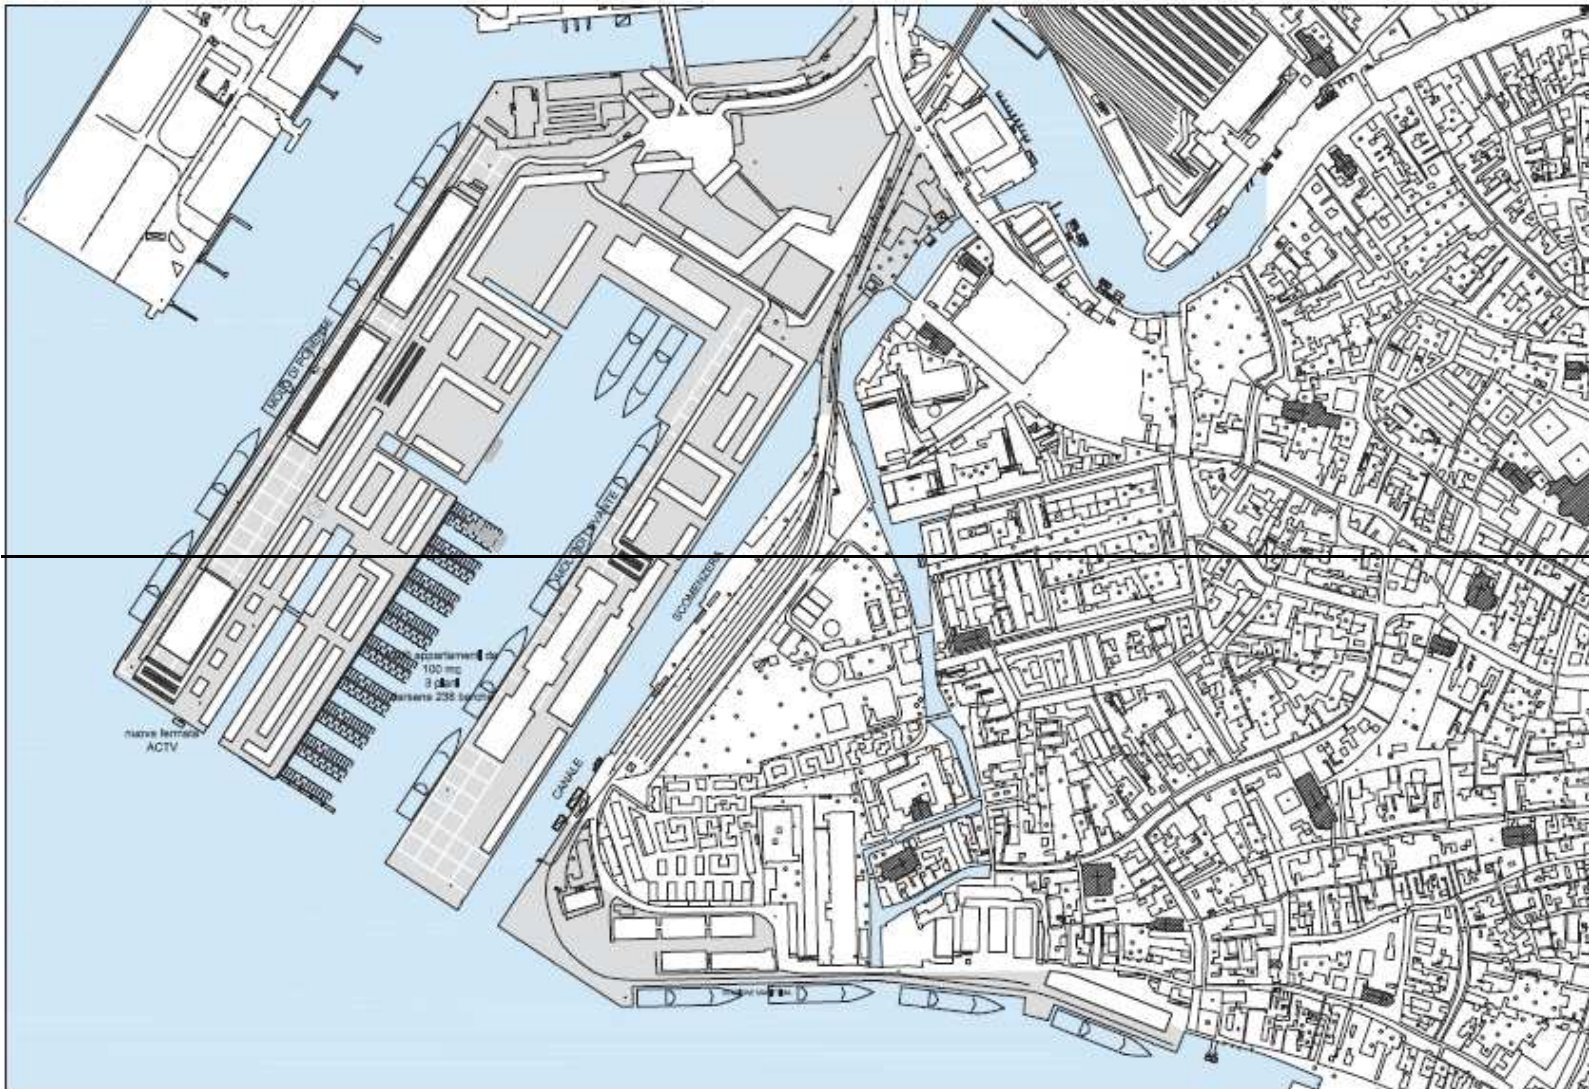 MOLO DI PONENTE
MOLO DI LEVANTE
SCOMENZERA
appartamenti da
100 mq
3 piani
darsena 238 barche
nuova fermata
ACTV
CANALE